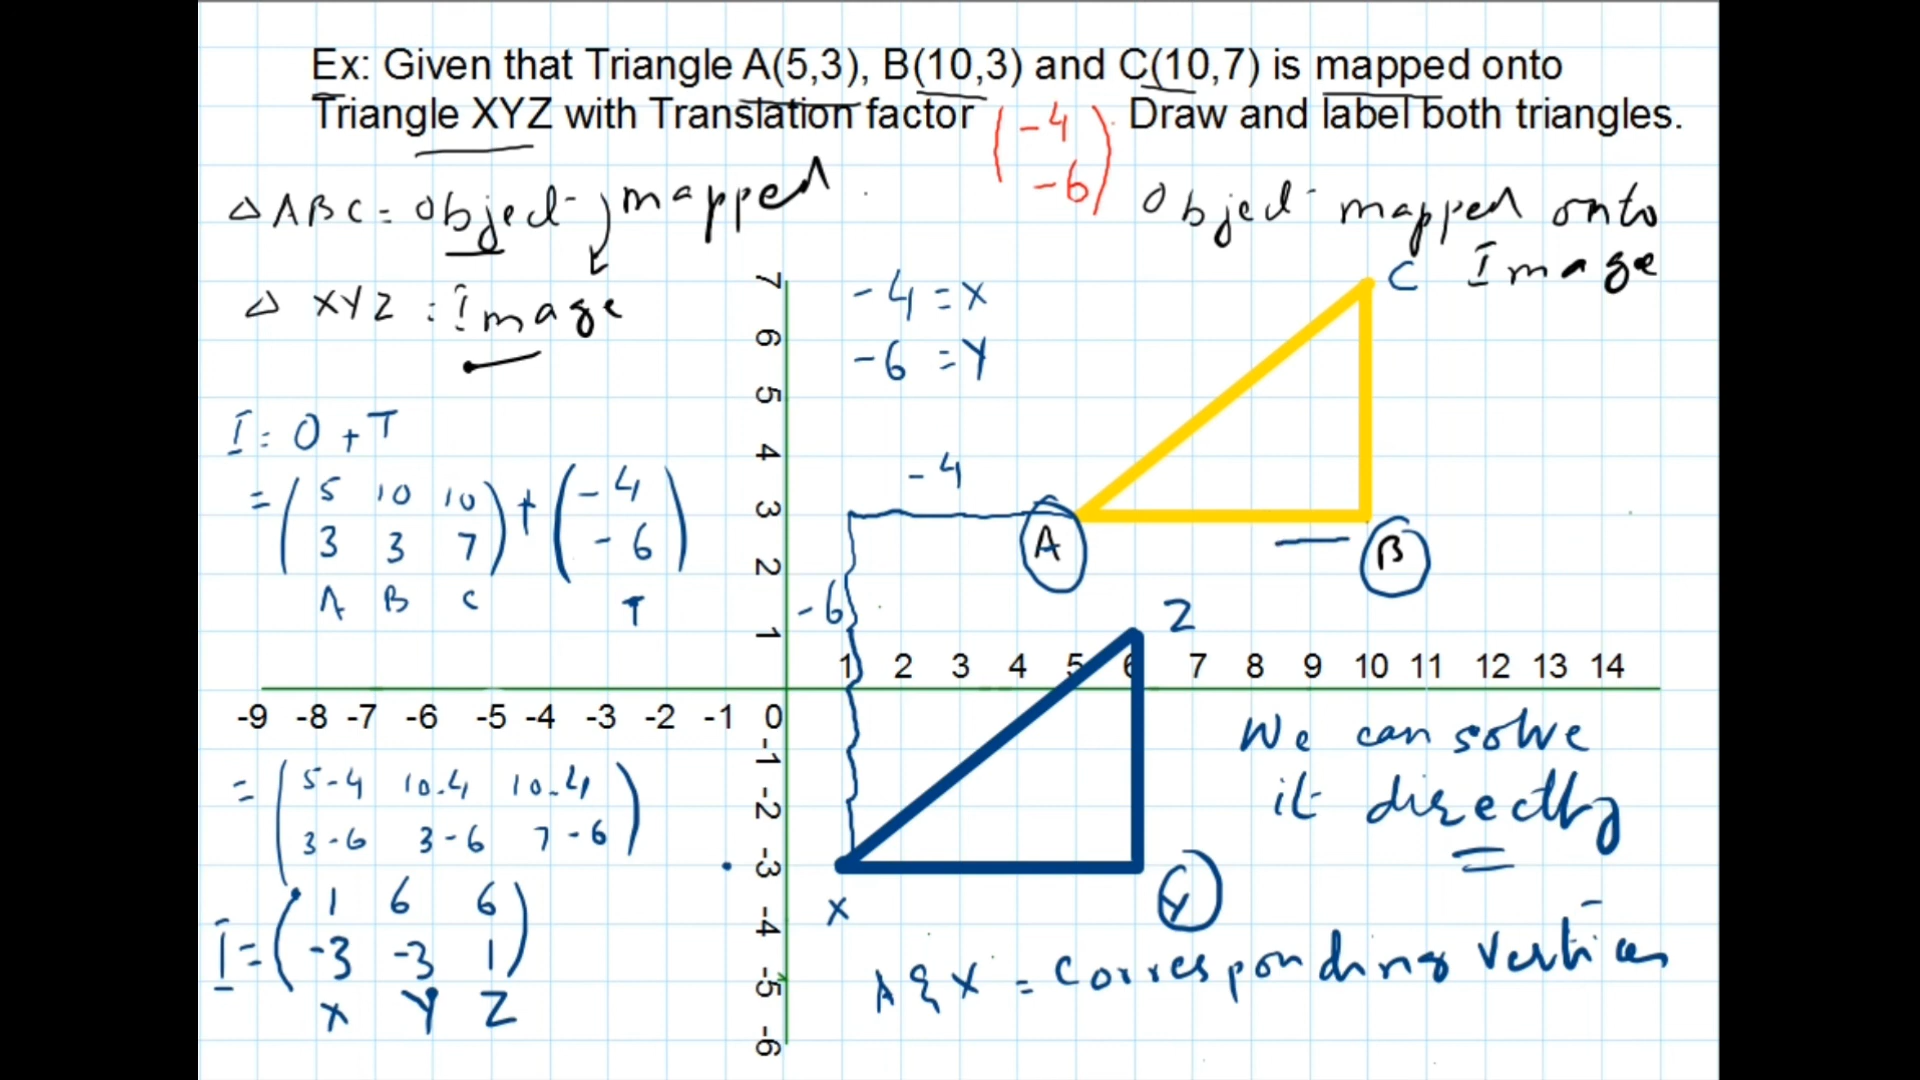 Ex: Given that Triangle A(5,3), B(10,3) and C(10,7) is mapped onto
Triangle XYZ with Translation factor (-4 -6) Draw and label both triangles.
△ABC = object mapped
Object mapped onto
Image
△ XYZ : Image
-4 = X
-6 = Y
C
I = O + T
= (5 10 10) + (-4)
(3 3 7) (-6)
A B C T
-4
A
B
-6
Z
7
6
5
4
3
2
1
1 2 3 4 5 6 7 8 9 10 11 12 13 14
-9 -8 -7 -6 -5 -4 -3 -2 -1 0
-1
-2
-3
-4
-5
-6
We can solve
it directly
= (5-4 10-4 10-4)
(3-6 3-6 7-6)
X
Y
I = (1 6 6)
(-3 -3 1)
X Y Z
A & X = corresponding vertices